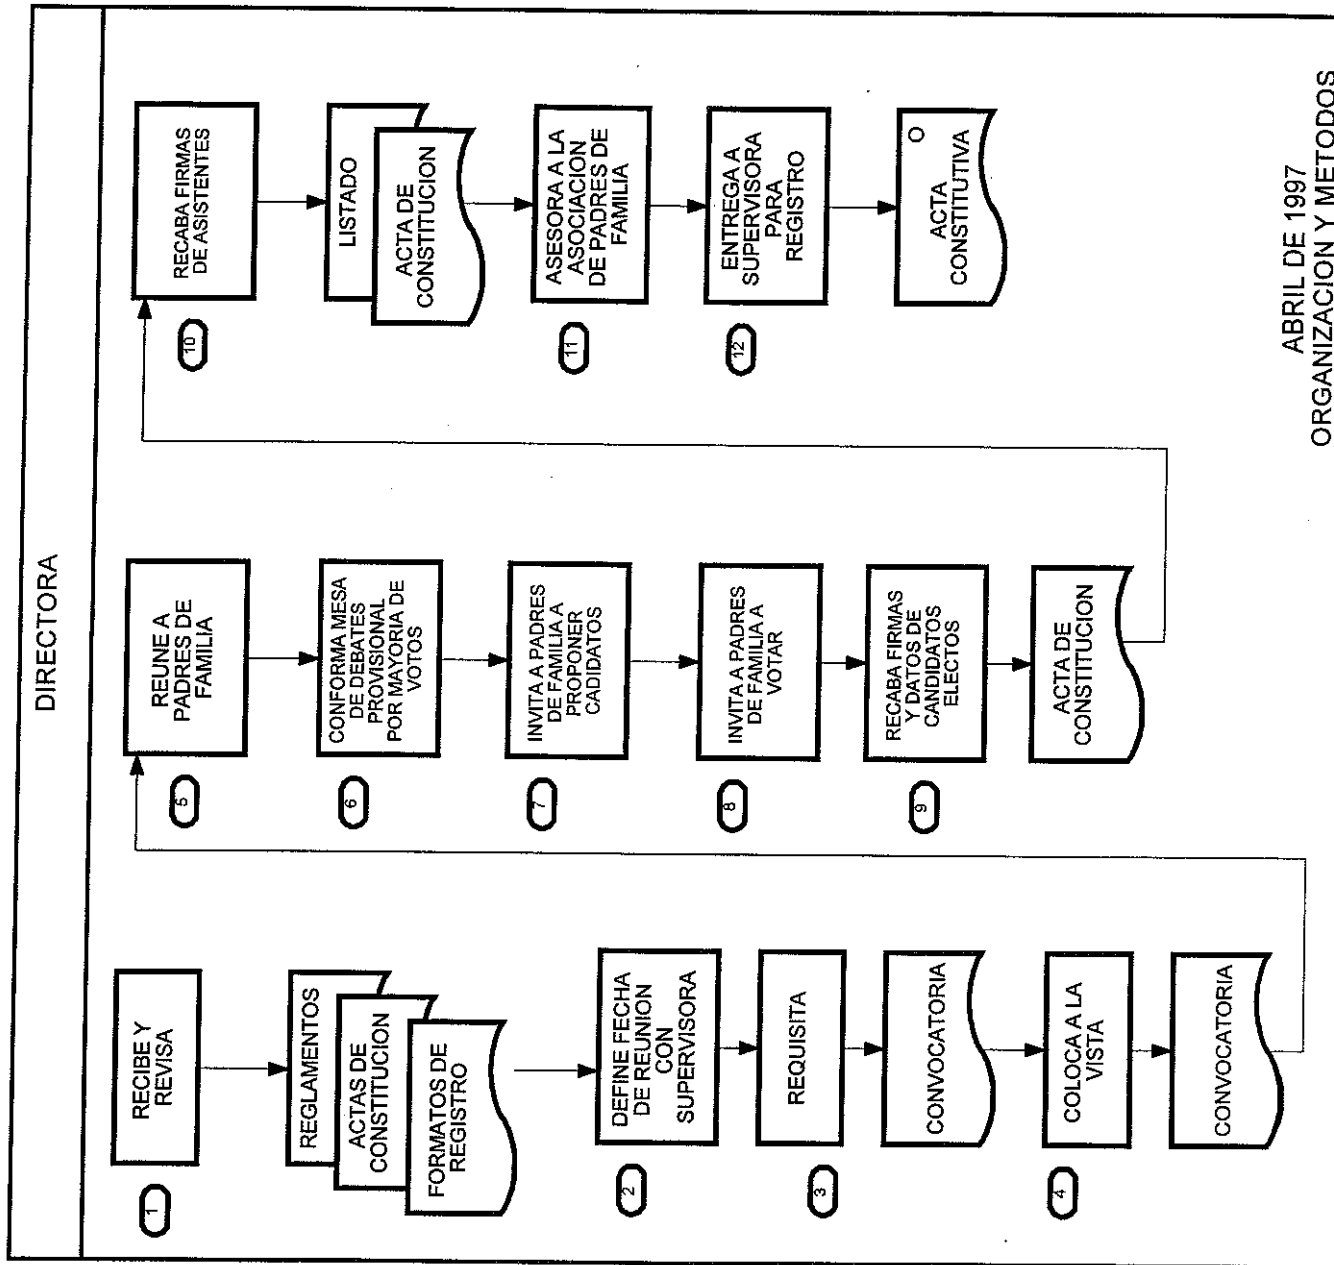 DIRECTORA
1
RECIBE Y
REVISA
REGLAMENTOS
ACTAS DE
CONSTITUCION
FORMATOS DE
REGISTRO
2
DEFINE FECHA
DE REUNION
CON
SUPERVISORA
3
REQUISITA
CONVOCATORIA
4
COLOCA A LA
VISTA
CONVOCATORIA
5
REUNE A
PADRES DE
FAMILIA
6
CONFORMA MESA
DE DEBATES
PROVISIONAL
POR MAYORIA DE
VOTOS
7
INVITA A PADRES
DE FAMILIA A
PROPONER
CADIDATOS
8
INVITA A PADRES
DE FAMILIA A
VOTAR
9
RECABA FIRMAS
Y DATOS DE
CANDIDATOS
ELECTOS
ACTA DE
CONSTITUCION
10
RECABA FIRMAS
DE ASISTENTES
LISTADO
ACTA DE
CONSTITUCION
11
ASESORA A LA
ASOCIACION
DE PADRES DE
FAMILIA
12
ENTREGA A
SUPERVISORA
PARA
REGISTRO
O
ACTA
CONSTITUTIVA
ABRIL DE 1997
ORGANIZACION Y METODOS